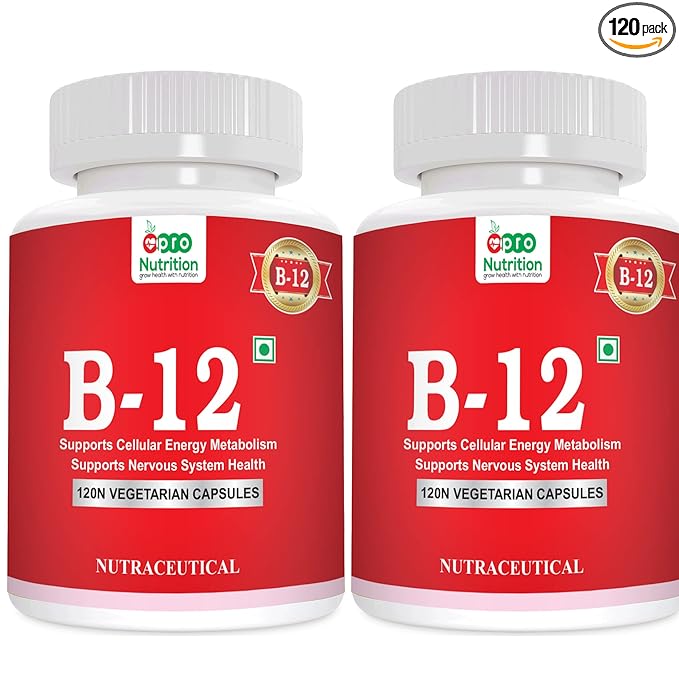 120 pack
pro
Nutrition
grow health with nutrition
B-12
B-12
Supports Cellular Energy Metabolism
Supports Nervous System Health
120N VEGETARIAN CAPSULES
NUTRACEUTICAL
pro
Nutrition
grow health with nutrition
B-12
B-12
Supports Cellular Energy Metabolism
Supports Nervous System Health
120N VEGETARIAN CAPSULES
NUTRACEUTICAL